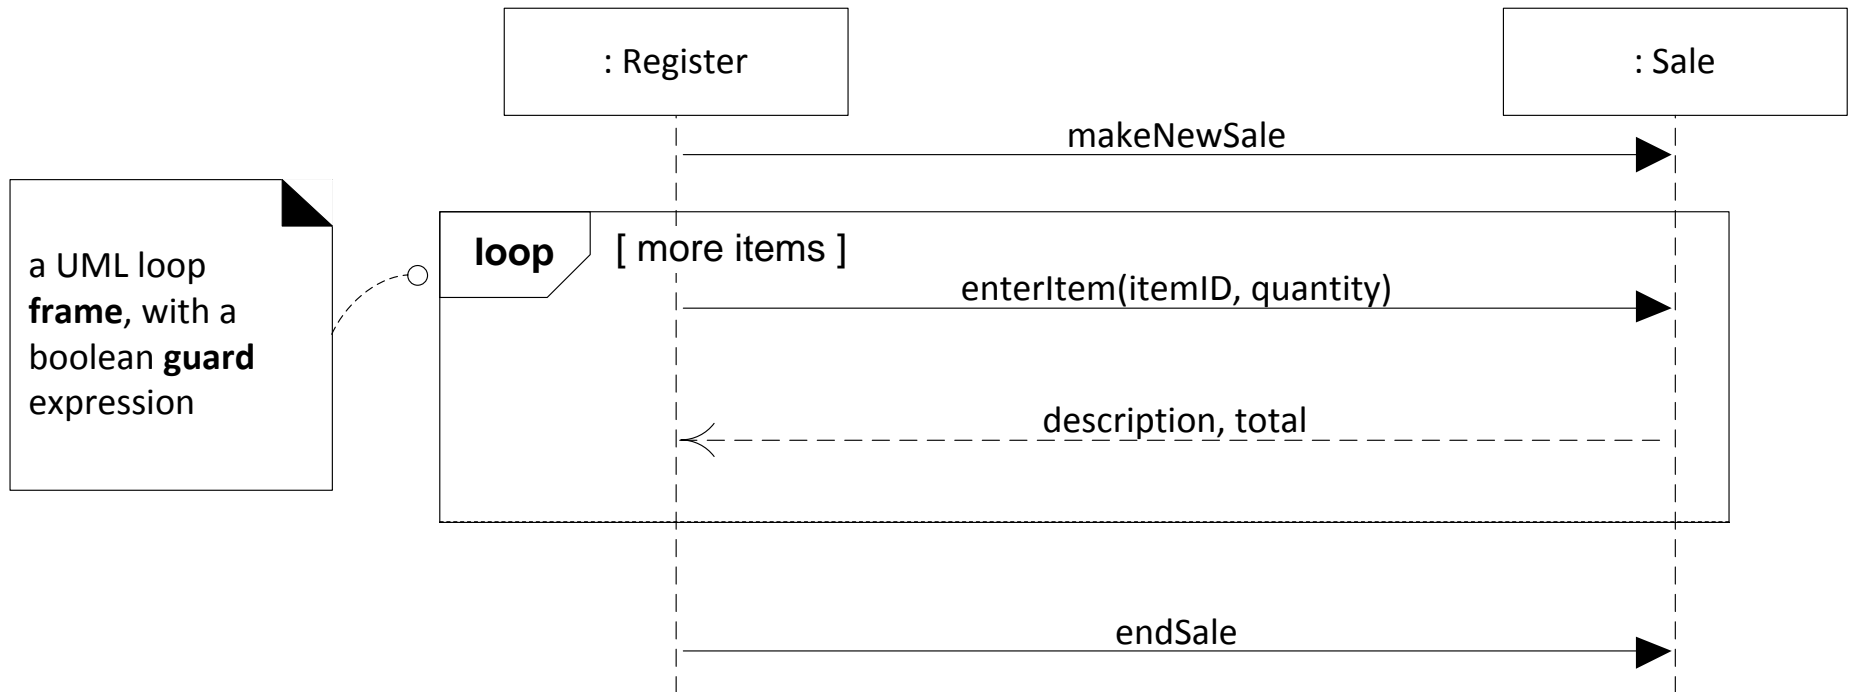 : Register
: Sale
makeNewSale
a UML loop
frame, with a
boolean guard
expression
loop
[ more items ]
enterItem(itemID, quantity)
description, total
endSale